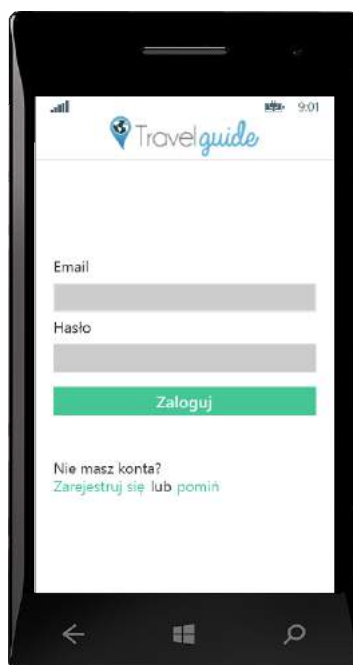 9:01
Travelguide
Email
Hasło
Zaloguj
Nie masz konta?
Zarejestruj się lub pomiń